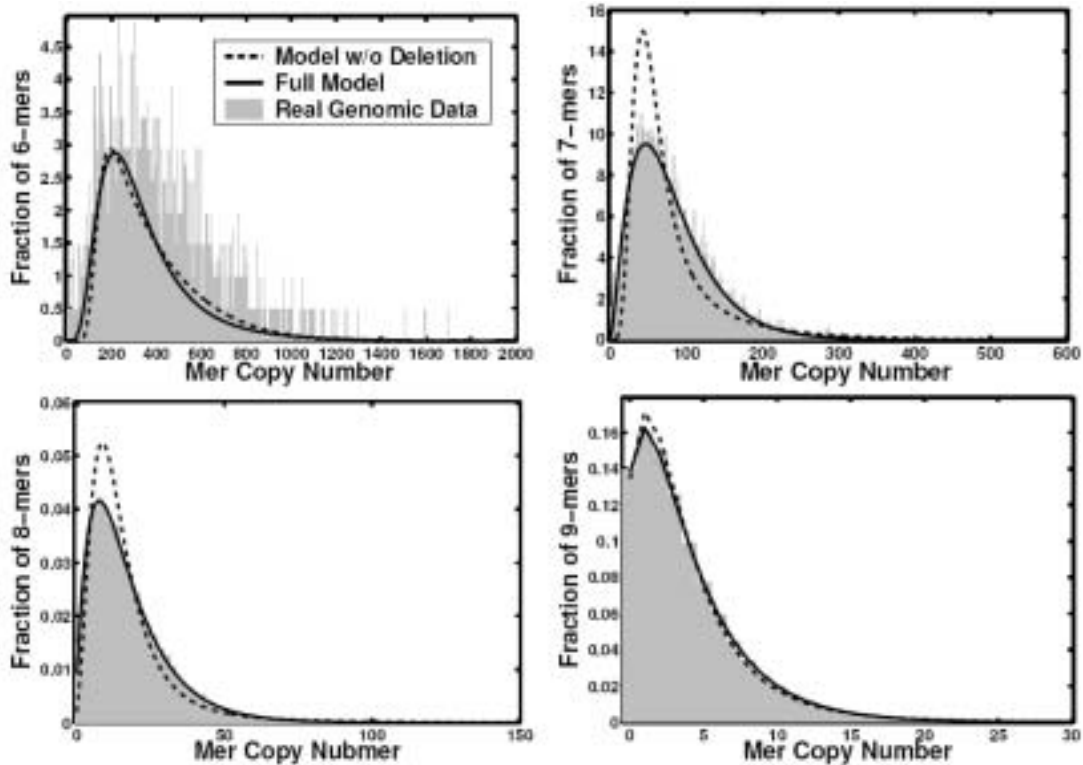 4.5
4
3.5
3
2.5
2
1.5
1
0.5
0
Fraction of 6-mers
Model w/o Deletion
Full Model
Real Genomic Data
0 200 400 600 800 1000 1200 1400 1600 1800 2000
Mer Copy Number
16
14
12
10
8
6
4
2
0
Fraction of 7-mers
0 100 200 300 400 500 600
Mer Copy Number
0.06
0.05
0.04
0.03
0.02
0.01
0
Fraction of 8-mers
0 50 100 150
Mer Copy Nubmer
0.16
0.14
0.12
0.1
0.08
0.06
0.04
0.02
0
Fraction of 9-mers
0 5 10 15 20 25 30
Mer Copy Number